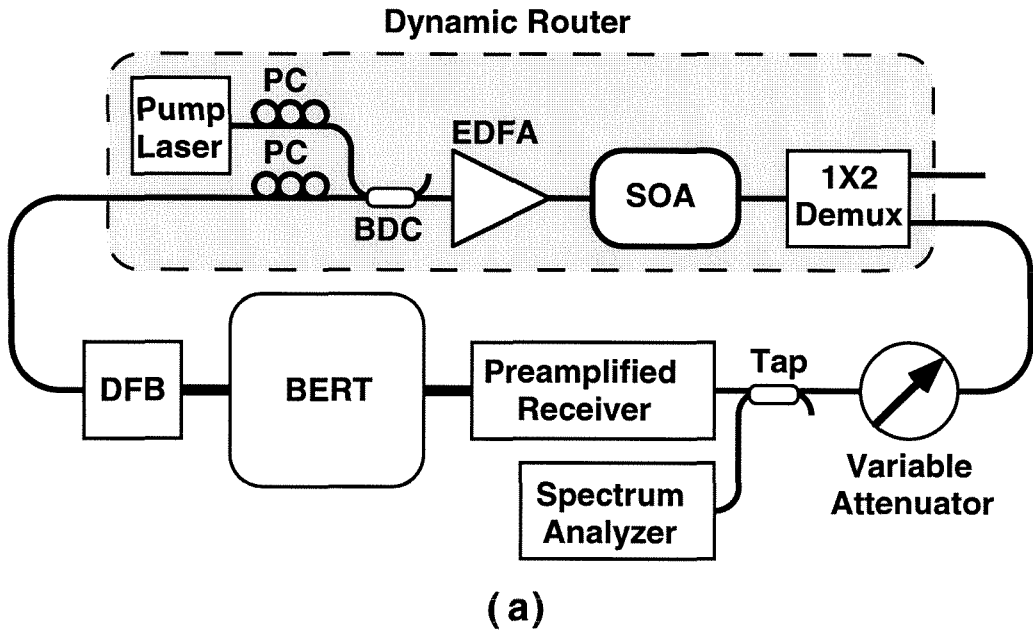 Dynamic Router
PC
Pump
Laser
PC
EDFA
BDC
SOA
1X2
Demux
DFB
BERT
Preamplified
Receiver
Tap
Variable
Attenuator
Spectrum
Analyzer
(a)